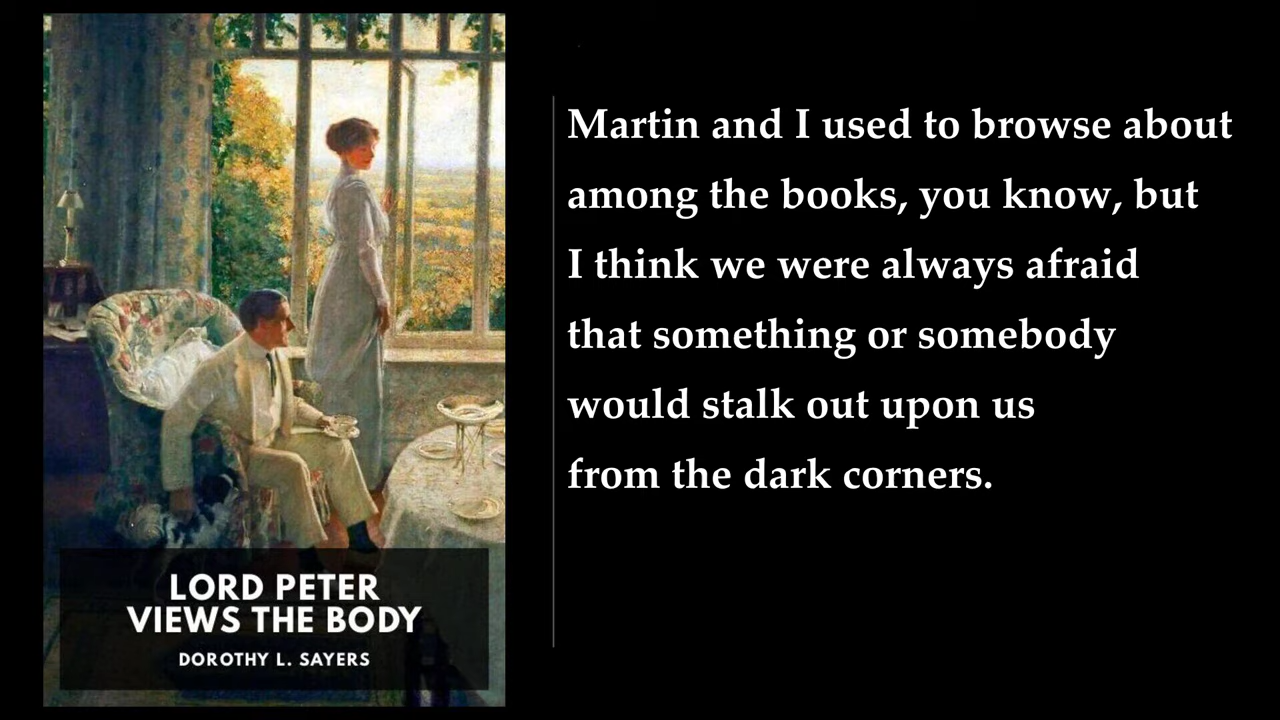 LORD PETER
VIEWS THE BODY
DOROTHY L. SAYERS
Martin and I used to browse about
among the books, you know, but
I think we were always afraid
that something or somebody
would stalk out upon us
from the dark corners.